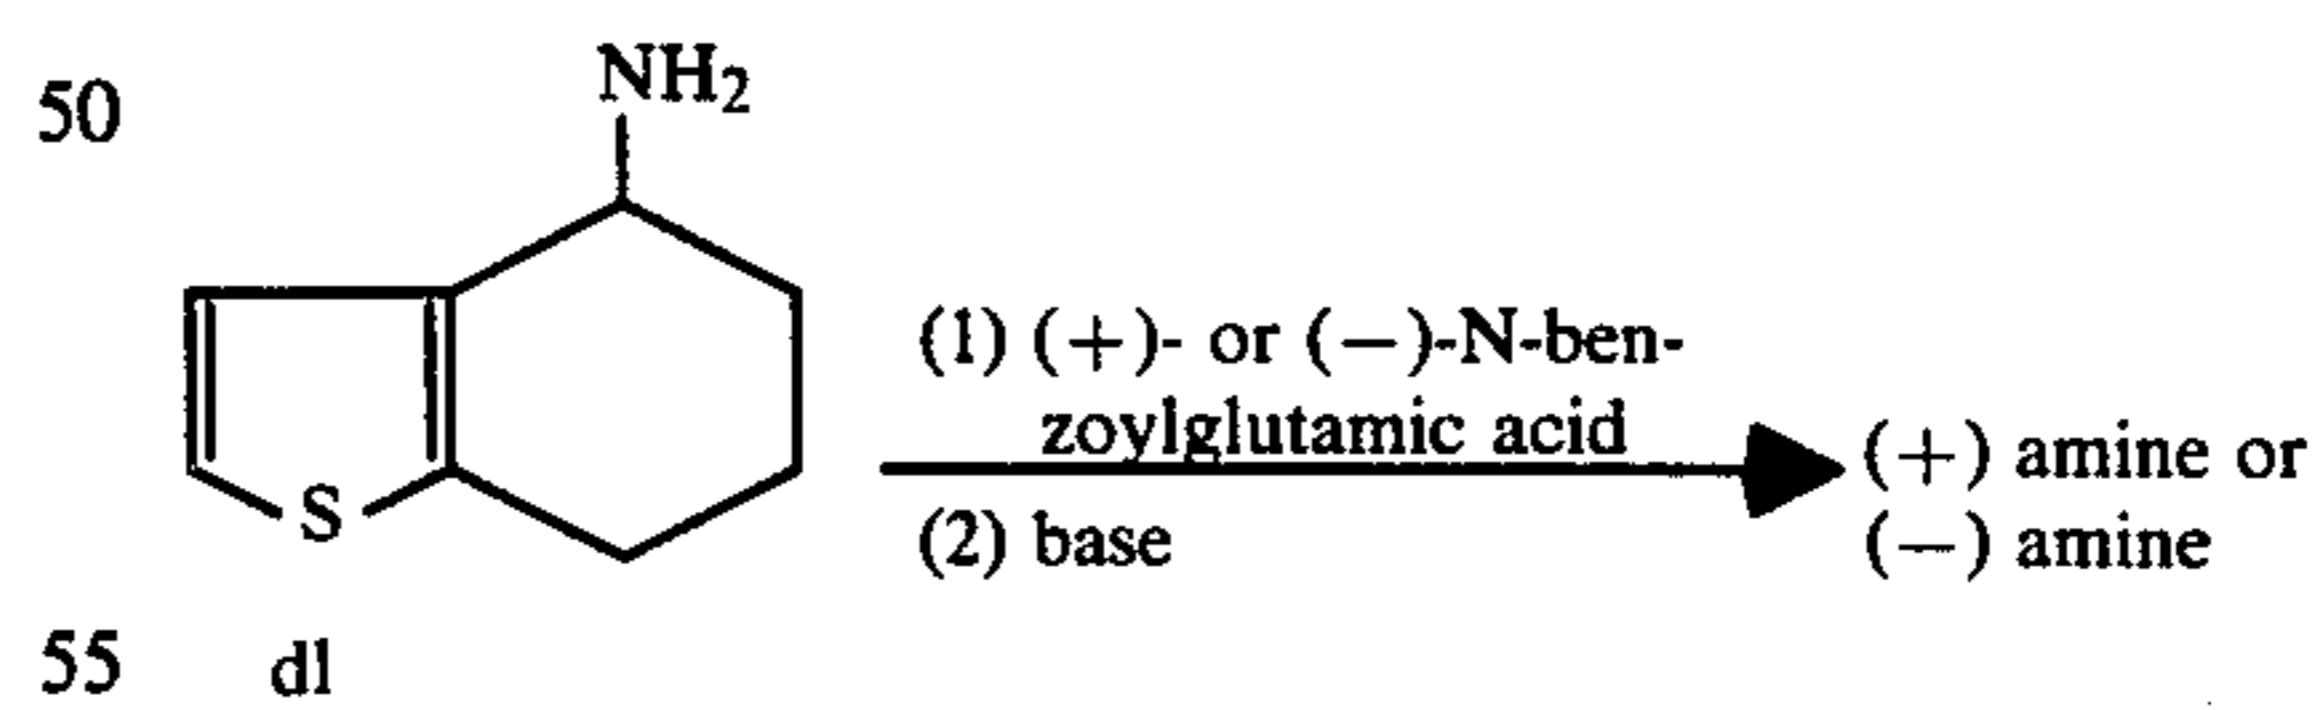 NH2
50
(1) (+)- or (−)-N-ben-
zoylglutamic acid
(+) amine or
S
(2) base
(−) amine
55
dl